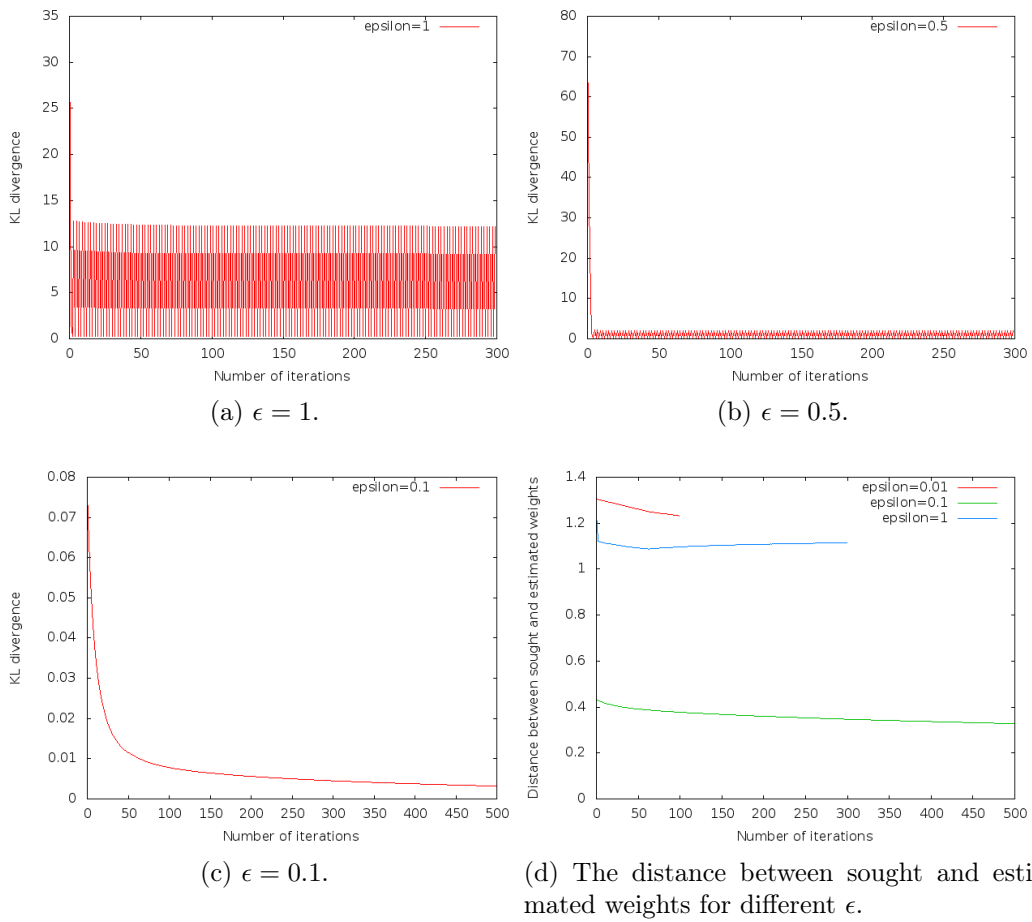 35
30
25
20
15
10
5
0
KL divergence
epsilon=1
0 50 100 150 200 250 300
Number of iterations
(a) ϵ = 1.
80
70
60
50
40
30
20
10
0
KL divergence
epsilon=0.5
0 50 100 150 200 250 300
Number of iterations
(b) ϵ = 0.5.
0.08
0.07
0.06
0.05
0.04
0.03
0.02
0.01
0
KL divergence
epsilon=0.1
0 50 100 150 200 250 300 350 400 450 500
Number of iterations
(c) ϵ = 0.1.
1.4
1.2
1
0.8
0.6
0.4
0.2
0
Distance between sought and estimated weights
epsilon=0.01
epsilon=0.1
epsilon=1
0 50 100 150 200 250 300 350 400 450 500
Number of iterations
(d) The distance between sought and esti
mated weights for different ϵ.